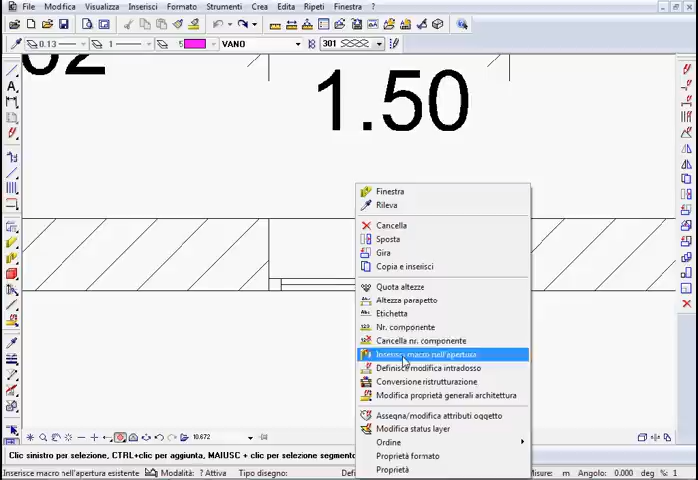 File Modifica Visualizza Inserisci Formato Strumenti Crea Edita Ripeti Finestra ?
0.13 1 5 VANO 301
02
1.50
Finestra
Rileva
Cancella
Sposta
Gira
Copia e inserisci
Quota altezze
Altezza parapetto
Etichetta
Nr. componente
Cancella nr. componente
Inserisci macro nell'apertura
Definisci/modifica intradosso
Conversione ristrutturazione
Modifica proprietà generali architettura
Assegna/modifica attributi oggetto
Modifica status layer
Ordine
Proprietà formato
Proprietà
10.672
Clic sinistro per selezione, CTRL+clic per aggiunta, MAIUSC + clic per selezione segmento
Inserisce macro nell'apertura esistente Modalità: ? Attiva Tipo disegno: Misure: m Angolo: 0.000 deg %: 1